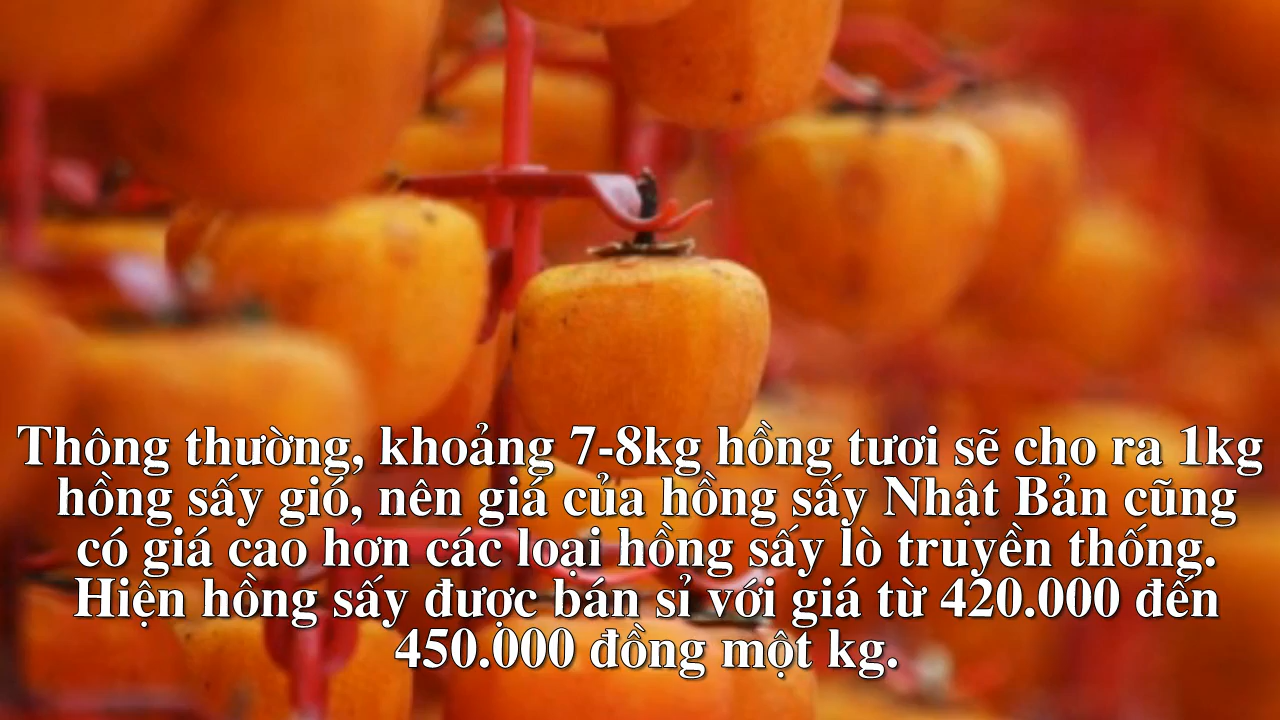 Thông thường, khoảng 7-8kg hồng tươi sẽ cho ra 1kg
hồng sấy gió, nên giá của hồng sấy Nhật Bản cũng
có giá cao hơn các loại hồng sấy lò truyền thống.
Hiện hồng sấy được bán sỉ với giá từ 420.000 đến
450.000 đồng một kg.